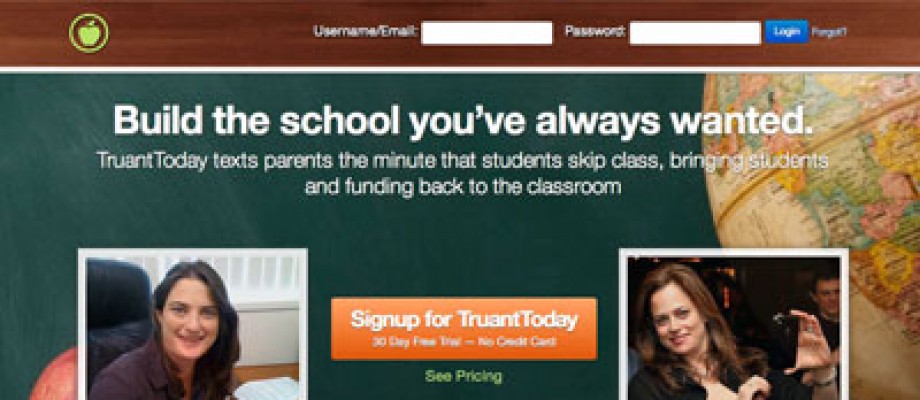 Username/Email: Password: Login Forgot?
Build the school you've always wanted.
TruantToday texts parents the minute that students skip class, bringing students
and funding back to the classroom
Signup for TruantToday
30 Day Free Trial — No Credit Card
See Pricing